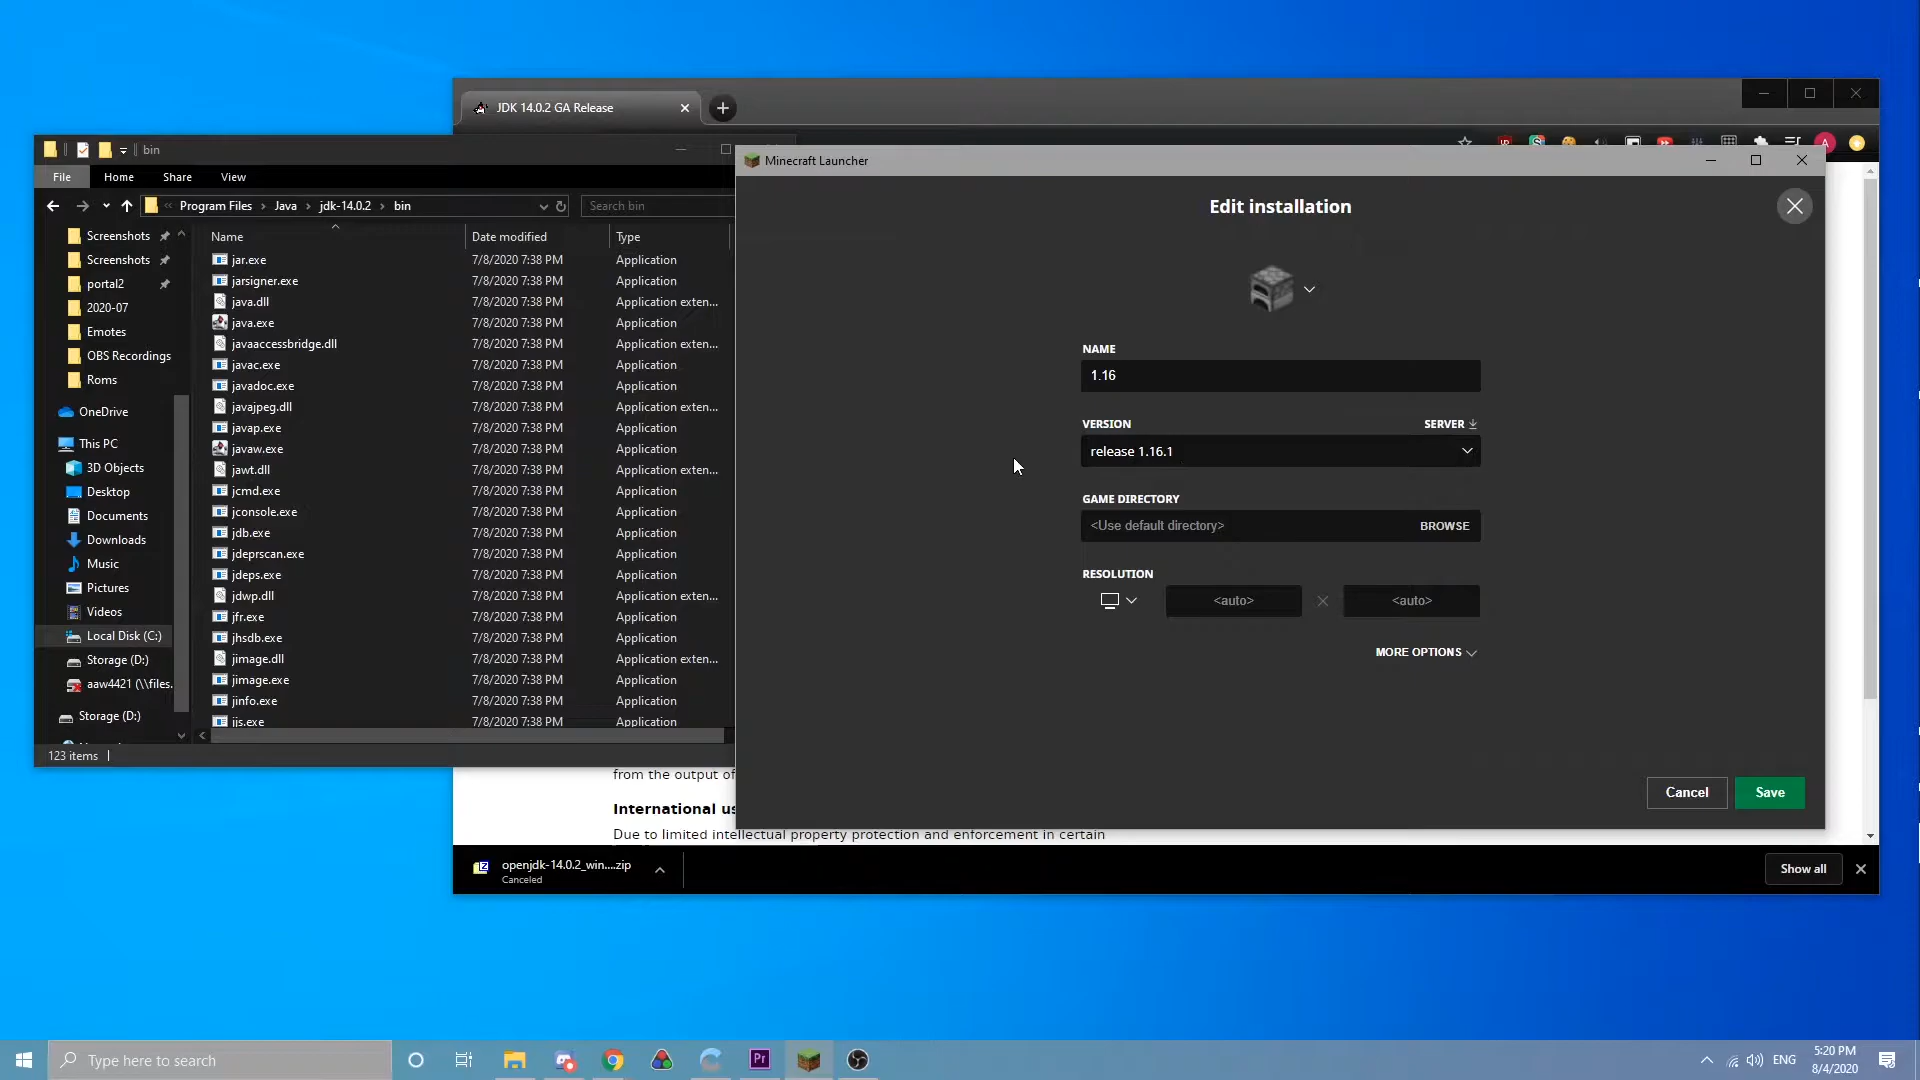 JDK 14.0.2 GA Release
bin
File Home Share View
Program Files > Java > jdk-14.0.2 > bin
Search bin
Screenshots
Screenshots
portal2
2020-07
Emotes
OBS Recordings
Roms
OneDrive
This PC
3D Objects
Desktop
Documents
Downloads
Music
Pictures
Videos
Local Disk (C:)
Storage (D:)
aaw4421 (\\files.
Storage (D:)
Name Date modified Type
jar.exe 7/8/2020 7:38 PM Application
jarsigner.exe 7/8/2020 7:38 PM Application
java.dll 7/8/2020 7:38 PM Application exten...
java.exe 7/8/2020 7:38 PM Application
javaaccessbridge.dll 7/8/2020 7:38 PM Application exten...
javac.exe 7/8/2020 7:38 PM Application
javadoc.exe 7/8/2020 7:38 PM Application
javajpeg.dll 7/8/2020 7:38 PM Application exten...
javap.exe 7/8/2020 7:38 PM Application
javaw.exe 7/8/2020 7:38 PM Application
jawt.dll 7/8/2020 7:38 PM Application exten...
jcmd.exe 7/8/2020 7:38 PM Application
jconsole.exe 7/8/2020 7:38 PM Application
jdb.exe 7/8/2020 7:38 PM Application
jdeprscan.exe 7/8/2020 7:38 PM Application
jdeps.exe 7/8/2020 7:38 PM Application
jdwp.dll 7/8/2020 7:38 PM Application exten...
jfr.exe 7/8/2020 7:38 PM Application
jhsdb.exe 7/8/2020 7:38 PM Application
jimage.dll 7/8/2020 7:38 PM Application exten...
jimage.exe 7/8/2020 7:38 PM Application
jinfo.exe 7/8/2020 7:38 PM Application
jjs.exe 7/8/2020 7:38 PM Application
123 items
Minecraft Launcher
Edit installation
NAME
1.16
VERSION SERVER
release 1.16.1
GAME DIRECTORY
<Use default directory> BROWSE
RESOLUTION
<auto> <auto>
MORE OPTIONS
Cancel Save
from the output of
International us
Due to limited intellectual property protection and enforcement in certain
openjdk-14.0.2_win....zip
Canceled
Show all
Type here to search
Pr
ENG
5:20 PM
8/4/2020